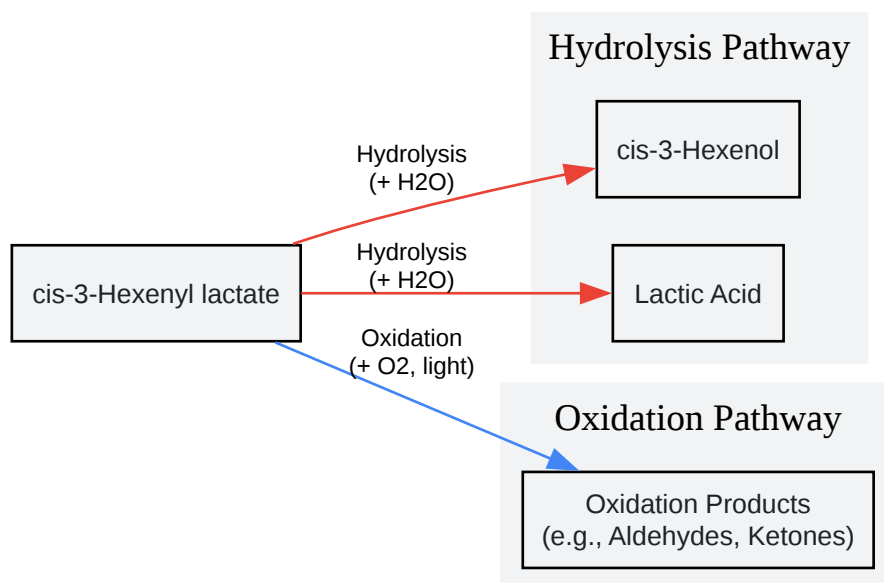 Hydrolysis Pathway
cis-3-Hexenol
Hydrolysis
(+ H2O)
Hydrolysis
(+ H2O)
cis-3-Hexenyl lactate
Lactic Acid
Oxidation
(+ O2, light)
Oxidation Pathway
Oxidation Products
(e.g., Aldehydes, Ketones)